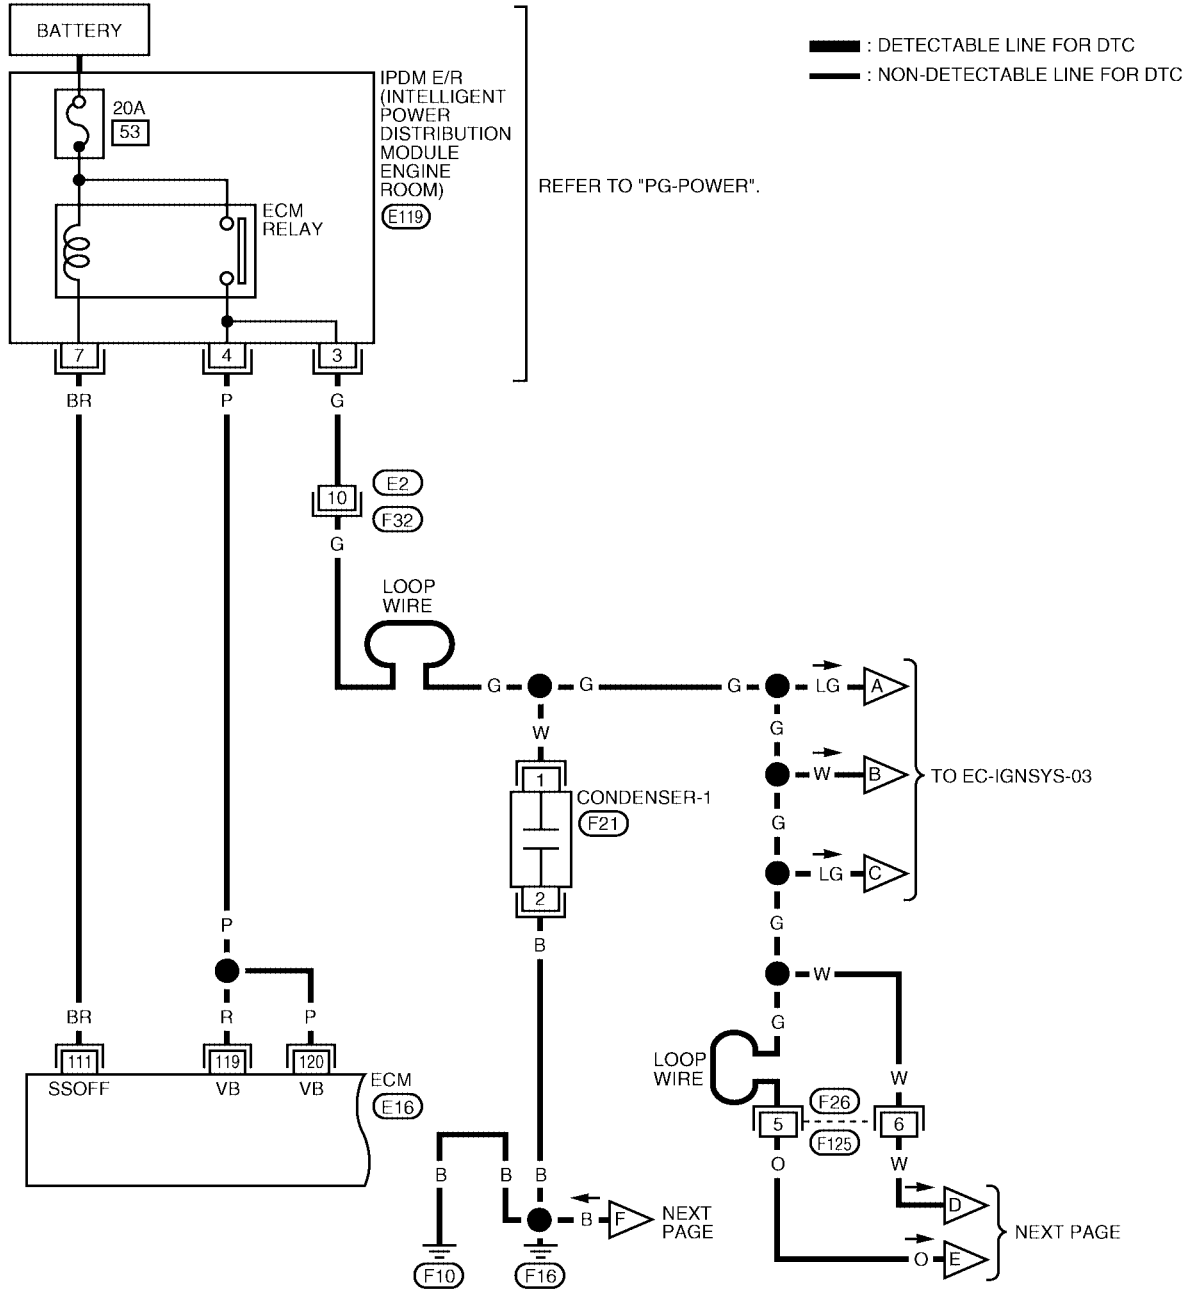 BATTERY
: DETECTABLE LINE FOR DTC
: NON-DETECTABLE LINE FOR DTC
IPDM E/R
(INTELLIGENT
POWER
DISTRIBUTION
MODULE
ENGINE
ROOM)
E119
20A
53
REFER TO "PG-POWER".
ECM
RELAY
7
4
3
BR
P
G
10
E2
F32
G
LOOP
WIRE
G
G
G
LG
A
W
G
W
B
TO EC-IGNSYS-03
1
CONDENSER-1
F21
G
LG
C
2
P
G
B
W
BR
R
P
G
111
119
120
SSOFF
VB
VB
ECM
E16
LOOP
WIRE
W
F26
5
6
F125
B
B
B
O
W
D
B
F
NEXT
PAGE
NEXT PAGE
O
E
F10
F16